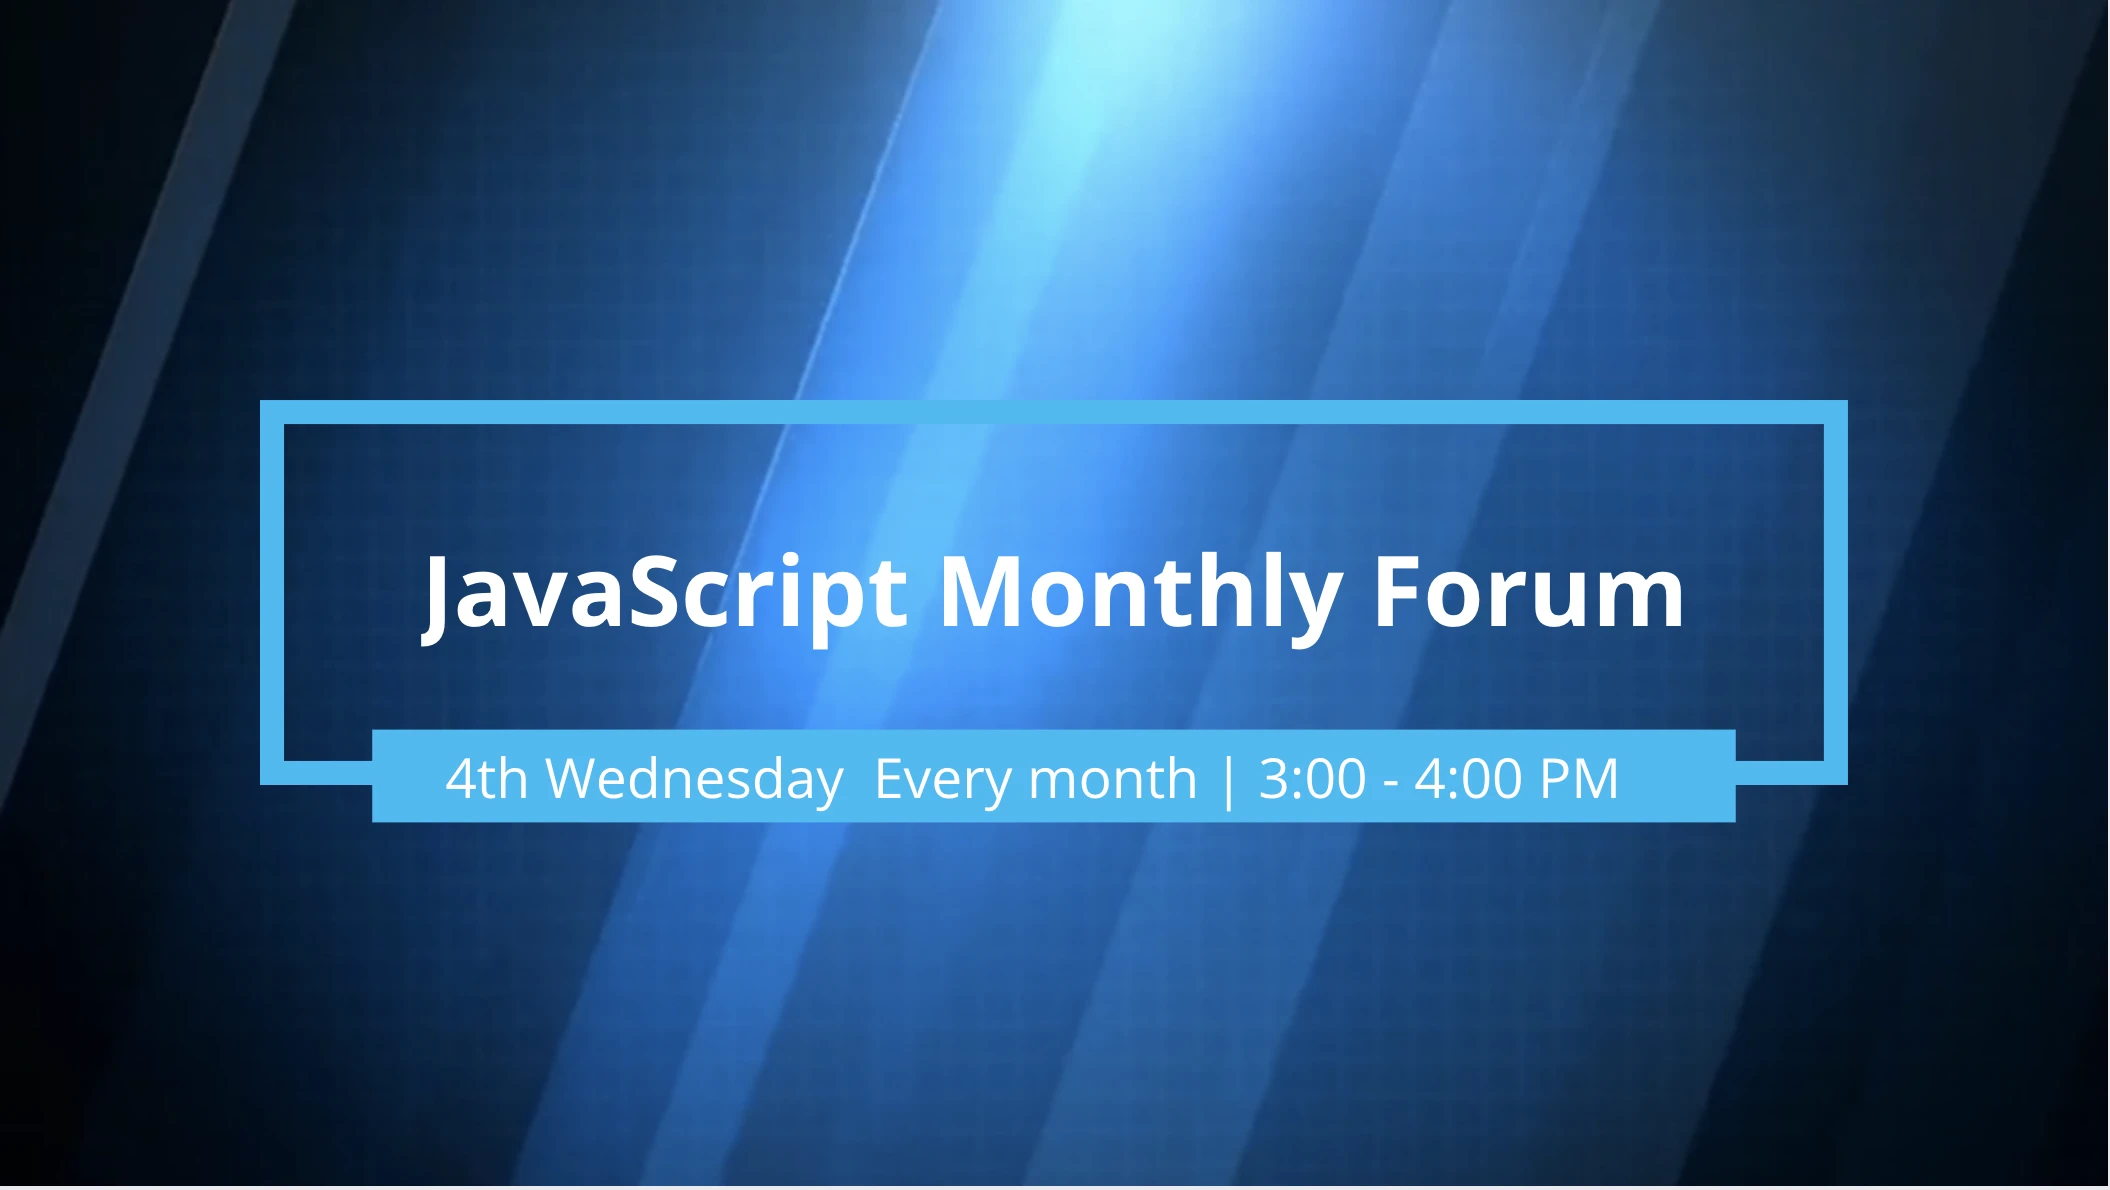 JavaScript Monthly Forum
4th Wednesday  Every month | 3:00 - 4:00 PM